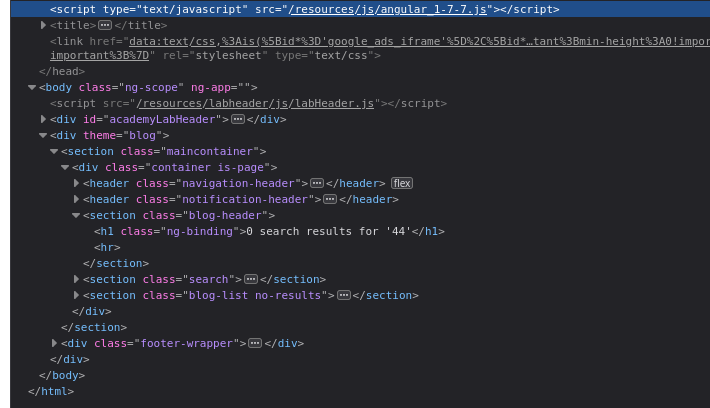 <script type="text/javascript" src="/resources/js/angular_1-7-7.js"></script>
<title>···</title>
<link href="data:text/css,%3Ais(%5Bid*%3D'google_ads_iframe'%5D%2C%5Bid*…tant%3Bmin-height%3A0!impor
important%3B%7D" rel="stylesheet" type="text/css">
</head>
<body class="ng-scope" ng-app="">
<script src="/resources/labheader/js/labHeader.js"></script>
<div id="academyLabHeader">···</div>
<div theme="blog">
<section class="maincontainer">
<div class="container is-page">
<header class="navigation-header">···</header> flex
<header class="notification-header">···</header>
<section class="blog-header">
<h1 class="ng-binding">0 search results for '44'</h1>
<hr>
</section>
<section class="search">···</section>
<section class="blog-list no-results">···</section>
</div>
</section>
<div class="footer-wrapper">···</div>
</div>
</body>
</html>